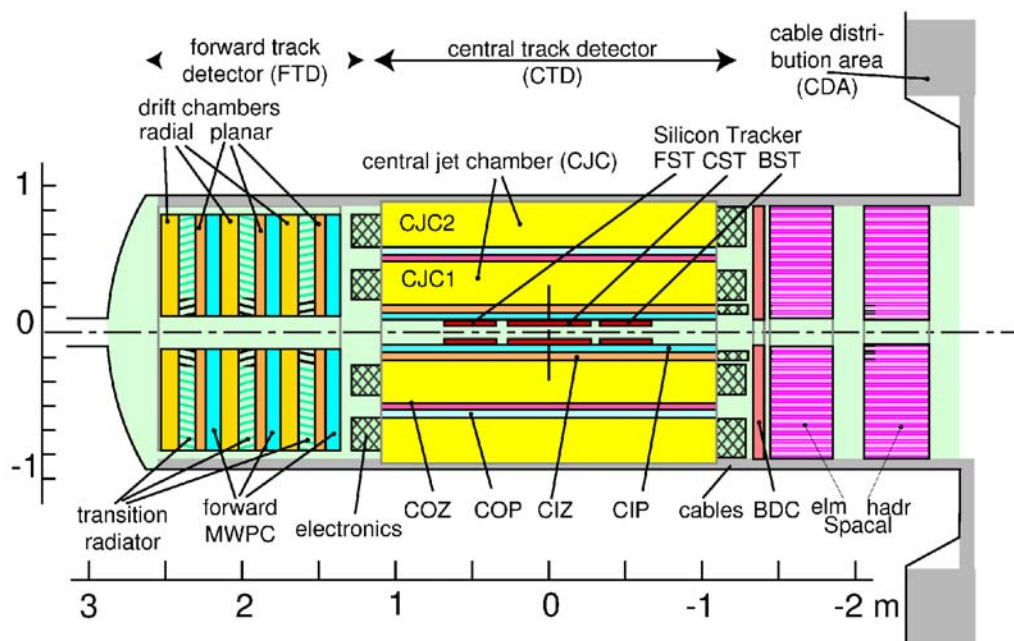 forward track
detector (FTD)
central track detector
(CTD)
cable distri-
bution area
(CDA)
drift chambers
radial planar
central jet chamber (CJC)
Silicon Tracker
FST CST BST
1
0
-1
CJC2
CJC1
transition
radiator
forward
MWPC
electronics
COZ
COP
CIZ
CIP
cables
BDC
elm hadr
Spacal
3 2 1 0 -1 -2 m